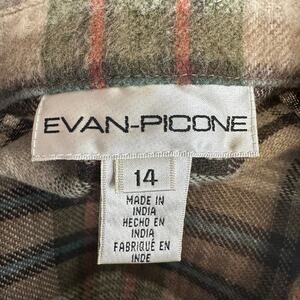 EVAN-PICONE
14
MADE IN
INDIA
HECHO EN
INDIA
FABRIQUÉ EN
INDE